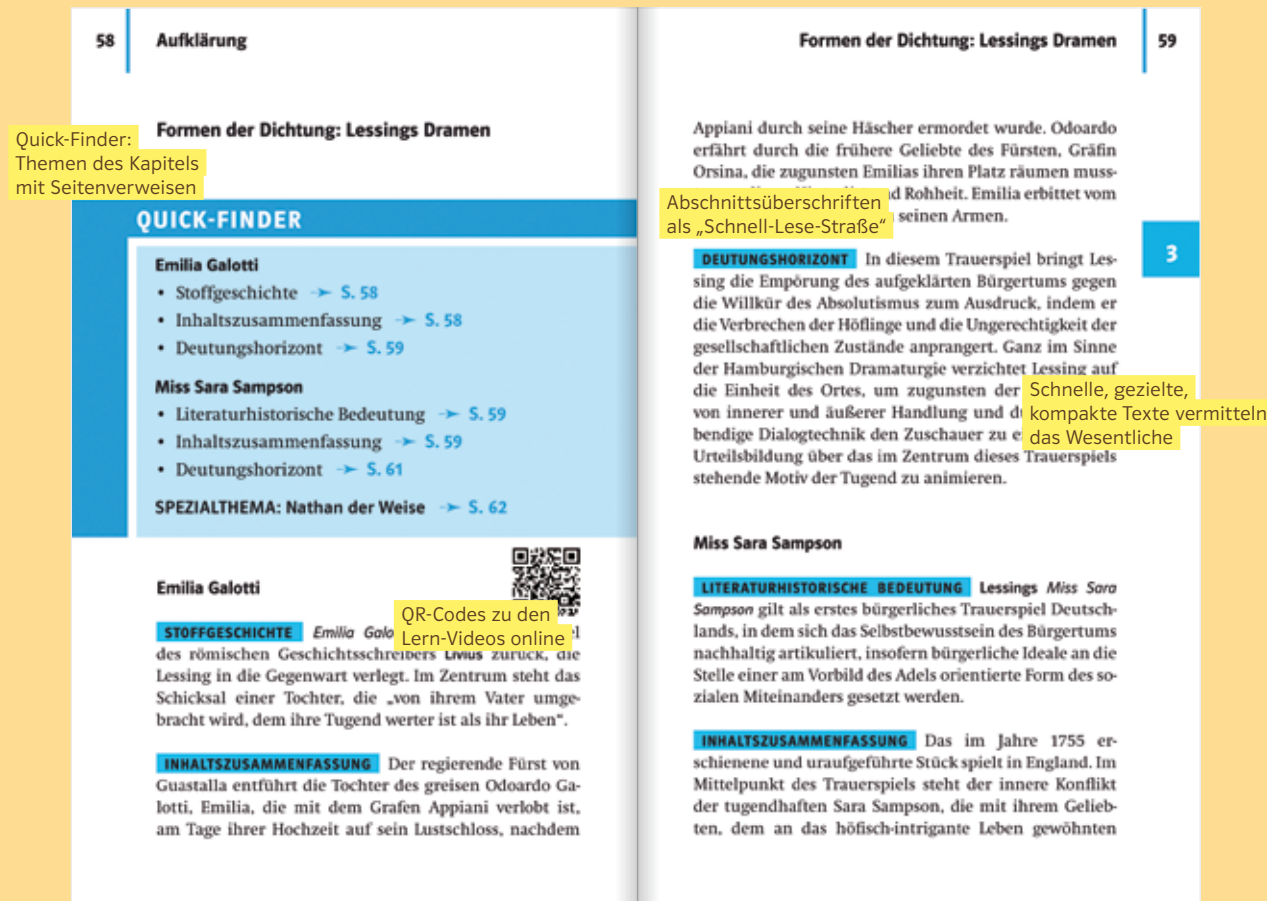 58 Aufklärung
Formen der Dichtung: Lessings Dramen
Quick-Finder:
Themen des Kapitels
mit Seitenverweisen
QUICK-FINDER
Emilia Galotti
• Stoffgeschichte -➤ S. 58
• Inhaltszusammenfassung -➤ S. 58
• Deutungshorizont -➤ S. 59
Miss Sara Sampson
• Literaturhistorische Bedeutung -➤ S. 59
• Inhaltszusammenfassung -➤ S. 59
• Deutungshorizont -➤ S. 61
SPEZIALTHEMA: Nathan der Weise -➤ S. 62
Emilia Galotti
QR-Codes zu den
Lern-Videos online
STOFFGESCHICHTE Emilia
des römischen Geschichtsschreibers Livius zurück, die
Lessing in die Gegenwart verlegt. Im Zentrum steht das
Schicksal einer Tochter, die „von ihrem Vater umge-
bracht wird, dem ihre Tugend werter ist als ihr Leben“.
INHALTSZUSAMMENFASSUNG Der regierende Fürst von
Guastalla entführt die Tochter des greisen Odoardo Ga-
lotti, Emilia, die mit dem Grafen Appiani verlobt ist,
am Tage ihrer Hochzeit auf sein Lustschloss, nachdem
Formen der Dichtung: Lessings Dramen 59
Appiani durch seine Häscher ermordet wurde. Odoardo
erfährt durch die frühere Geliebte des Fürsten, Gräfin
Orsina, die zugunsten Emilias ihren Platz räumen muss-
Rohheit. Emilia erbittet vom
seinen Armen.
Abschnittsüberschriften
als „Schnell-Lese-Straße“
3
DEUTUNGSHORIZONT In diesem Trauerspiel bringt Les-
sing die Empörung des aufgeklärten Bürgertums gegen
die Willkür des Absolutismus zum Ausdruck, indem er
die Verbrechen der Höflinge und die Ungerechtigkeit der
gesellschaftlichen Zustände anprangert. Ganz im Sinne
der Hamburgischen Dramaturgie verzichtet Lessing auf
die Einheit des Ortes, um zugunsten der
von innerer und äußerer Handlung und
bendige Dialogtechnik den Zuschauer zu
Urteilsbildung über das im Zentrum dieses Trauerspiels
stehende Motiv der Tugend zu animieren.
Schnelle, gezielte,
kompakte Texte vermitteln
das Wesentliche
Miss Sara Sampson
LITERATURHISTORISCHE BEDEUTUNG Lessings Miss Sara
Sampson gilt als erstes bürgerliches Trauerspiel Deutsch-
lands, in dem sich das Selbstbewusstsein des Bürgertums
nachhaltig artikuliert, insofern bürgerliche Ideale an die
Stelle einer am Vorbild des Adels orientierte Form des so-
zialen Miteinanders gesetzt werden.
INHALTSZUSAMMENFASSUNG Das im Jahre 1755 er-
schienene und uraufgeführte Stück spielt in England. Im
Mittelpunkt des Trauerspiels steht der innere Konflikt
der tugendhaften Sara Sampson, die mit ihrem Gelieb-
ten, dem an das höfisch-intrigante Leben gewöhnten